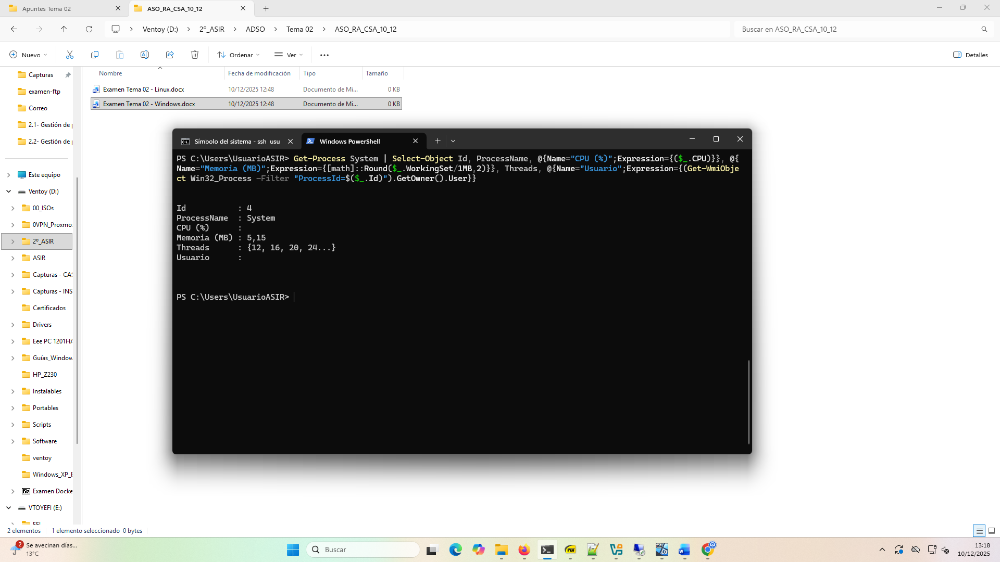 Apuntes Tema 02
ASO_RA_CSA_10_12
Ventoy (D:) > 2º_ASIR > ADSO > Tema 02 > ASO_RA_CSA_10_12
Buscar en ASO_RA_CSA_10_12
Nuevo
Ordenar
Ver
Detalles
Nombre
Fecha de modificación
Tipo
Tamaño
Examen Tema 02 - Linux.docx
10/12/2025 12:48
Documento de Mi...
0 KB
Examen Tema 02 - Windows.docx
10/12/2025 12:48
Documento de Mi...
0 KB
Capturas
examen-ftp
Correo
2.1- Gestión de
2.2- Gestión de
Este equipo
Ventoy (D:)
00_ISOs
0VPN_Proxmo
2º_ASIR
ASIR
Capturas - CAS
Capturas - INS
Certificados
Drivers
Eee PC 1201HA
Guías_Window
HP_Z230
Instalables
Portables
Scripts
Software
ventoy
Windows_XP_E
Examen Docke
VTOYEFI (E:)
EFI
Símbolo del sistema - ssh usu
Windows PowerShell
PS C:\Users\UsuarioASIR> Get-Process System | Select-Object Id, ProcessName, @{Name="CPU (%)";Expression={($_.CPU)}}, @{
Name="Memoria (MB)";Expression={[math]::Round($_.WorkingSet/1MB,2)}}, Threads, @{Name="Usuario";Expression={(Get-WmiObje
ct Win32_Process -Filter "ProcessId=$($_.Id)").GetOwner().User}}
Id : 4
ProcessName : System
CPU (%) :
Memoria (MB) : 5,15
Threads : {12, 16, 20, 24...}
Usuario :
PS C:\Users\UsuarioASIR>
2 elementos
1 elemento seleccionado 0 bytes
2
Se avecinan días...
13°C
Buscar
13:18
10/12/2025